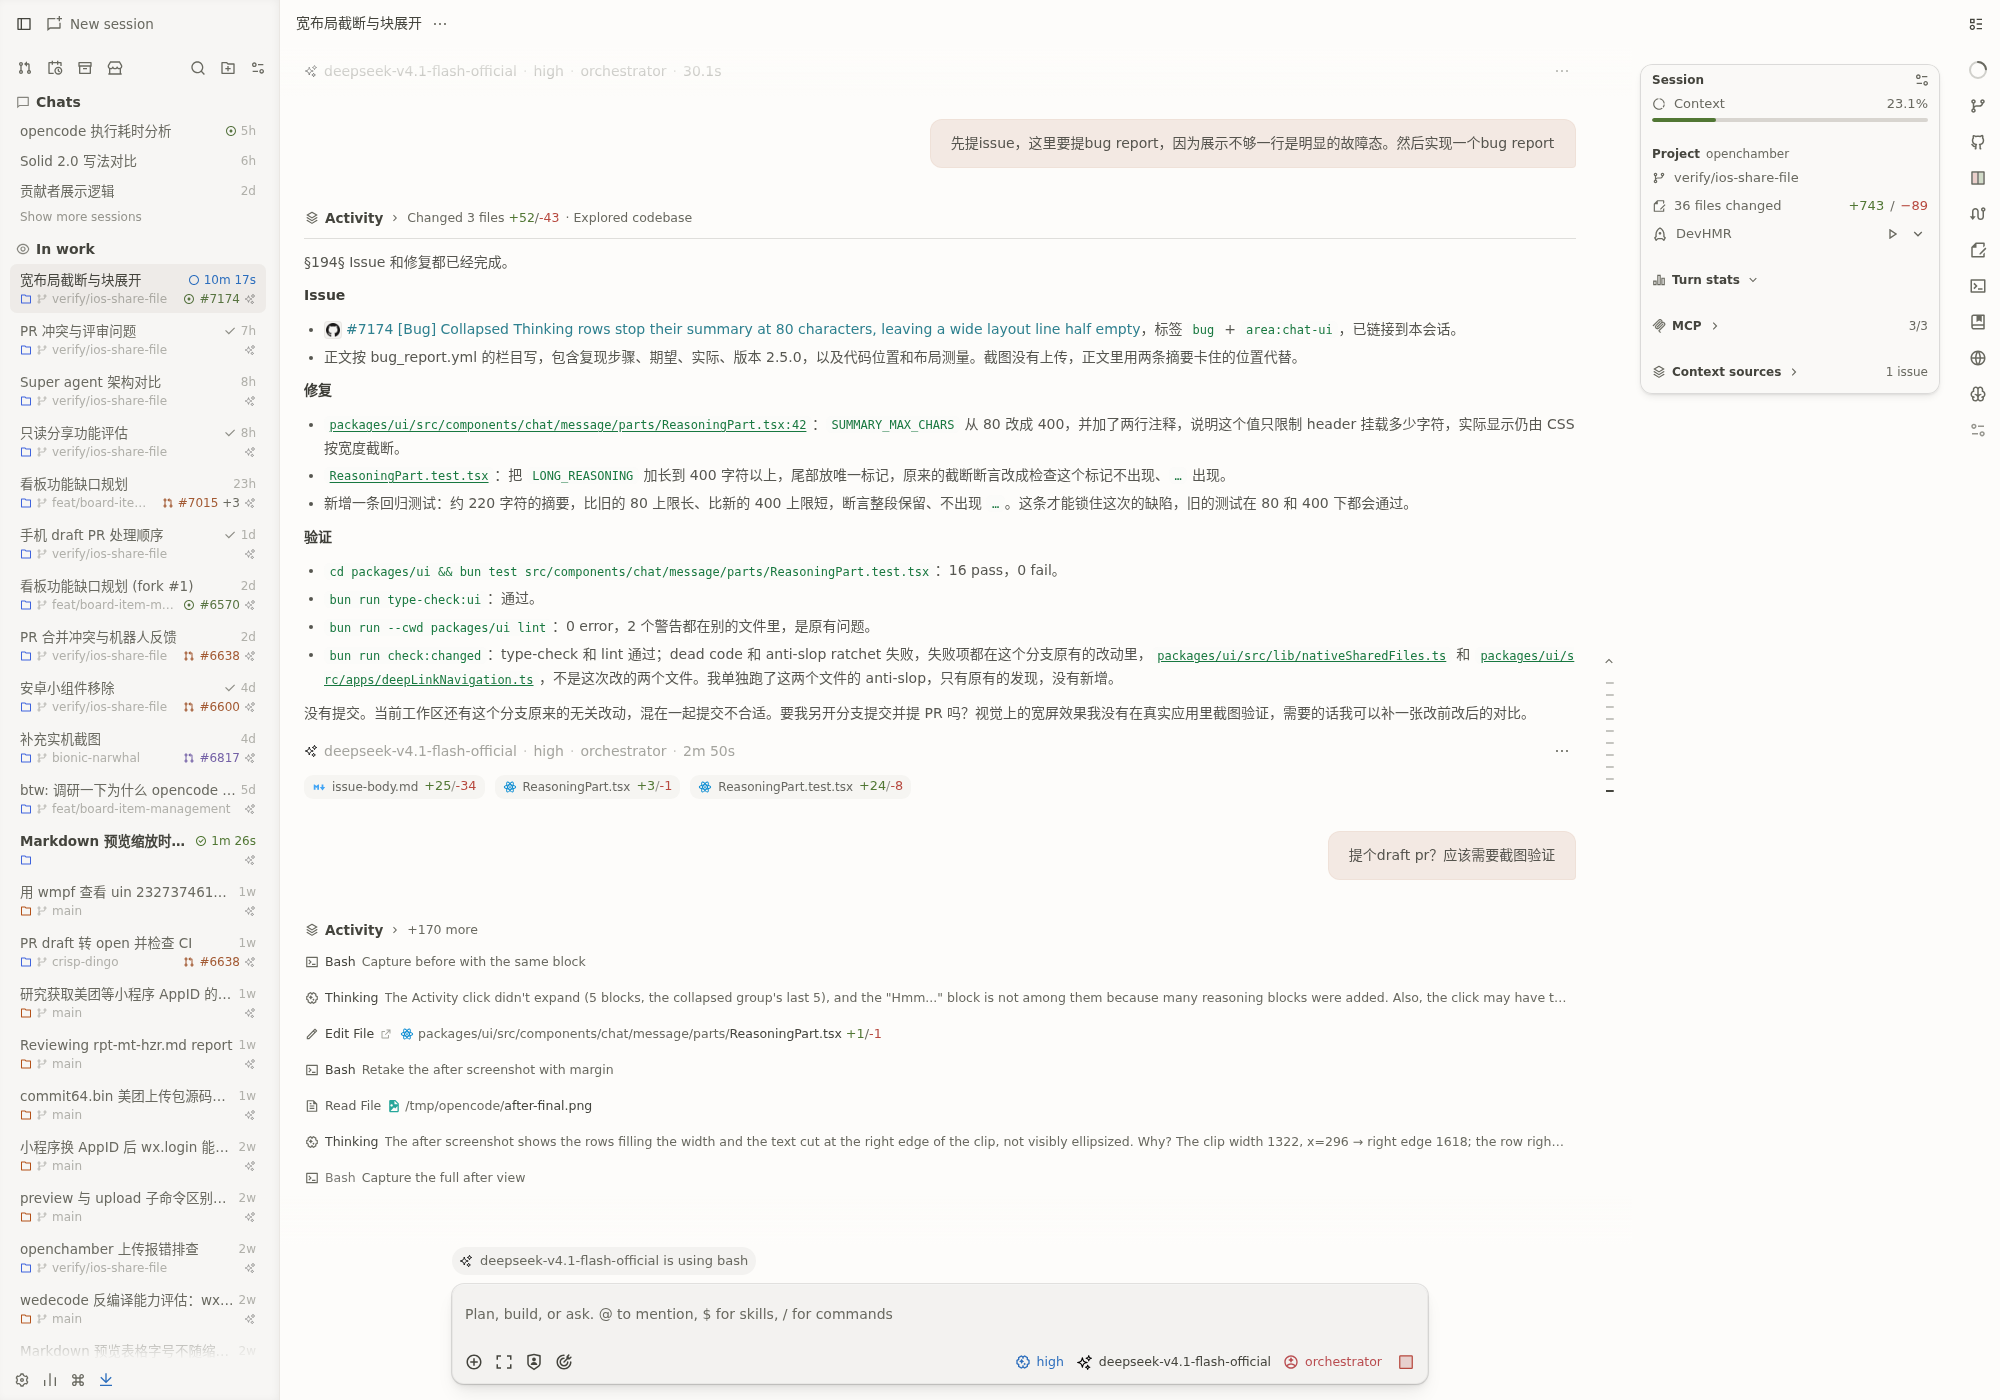 New session
Chats
opencode 执行耗时分析 5h
Solid 2.0 写法对比 6h
贡献者展示逻辑 2d
Show more sessions
In work
宽布局截断与块展开 10m 17s
verify/ios-share-file #7174
PR 冲突与评审问题 7h
verify/ios-share-file
Super agent 架构对比 8h
verify/ios-share-file
只读分享功能评估 8h
verify/ios-share-file
看板功能缺口规划 23h
feat/board-ite... #7015 +3
手机 draft PR 处理顺序 1d
verify/ios-share-file
看板功能缺口规划 (fork #1) 2d
feat/board-item-m... #6570
PR 合并冲突与机器人反馈 2d
verify/ios-share-file #6638
安卓小组件移除 4d
verify/ios-share-file #6600
补充实机截图 4d
bionic-narwhal #6817
btw: 调研一下为什么 opencode ... 5d
feat/board-item-management
Markdown 预览缩放时... 1m 26s
用 wmpf 查看 uin 232737461... 1w
main
PR draft 转 open 并检查 CI 1w
crisp-dingo #6638
研究获取美团等小程序 AppID 的... 1w
main
Reviewing rpt-mt-hzr.md report 1w
main
commit64.bin 美团上传包源码... 1w
main
小程序换 AppID 后 wx.login 能... 2w
main
preview 与 upload 子命令区别... 2w
main
openchamber 上传报错排查 2w
verify/ios-share-file
wedecode 反编译能力评估：wx... 2w
main
Markdown 预览表格字号不随缩... 2w
宽布局截断与块展开 ...
deepseek-v4.1-flash-official · high · orchestrator · 30.1s
先提issue，这里要提bug report，因为展示不够一行是明显的故障态。然后实现一个bug report
Activity Changed 3 files +52/-43 · Explored codebase
§194§ Issue 和修复都已经完成。
Issue
• #7174 [Bug] Collapsed Thinking rows stop their summary at 80 characters, leaving a wide layout line half empty，标签 bug + area:chat-ui ，已链接到本会话。
• 正文按 bug_report.yml 的栏目写，包含复现步骤、期望、实际、版本 2.5.0，以及代码位置和布局测量。截图没有上传，正文里用两条摘要卡住的位置代替。
修复
• packages/ui/src/components/chat/message/parts/ReasoningPart.tsx:42 ： SUMMARY_MAX_CHARS 从 80 改成 400，并加了两行注释，说明这个值只限制 header 挂载多少字符，实际显示仍由 CSS
按宽度截断。
• ReasoningPart.test.tsx ：把 LONG_REASONING 加长到 400 字符以上，尾部放唯一标记，原来的截断断言改成检查这个标记不出现、 … 出现。
• 新增一条回归测试：约 220 字符的摘要，比旧的 80 上限长、比新的 400 上限短，断言整段保留、不出现 … 。这条才能锁住这次的缺陷，旧的测试在 80 和 400 下都会通过。
验证
• cd packages/ui && bun test src/components/chat/message/parts/ReasoningPart.test.tsx ：16 pass，0 fail。
• bun run type-check:ui ：通过。
• bun run --cwd packages/ui lint ：0 error，2 个警告都在别的文件里，是原有问题。
• bun run check:changed ：type-check 和 lint 通过；dead code 和 anti-slop ratchet 失败，失败项都在这个分支原有的改动里， packages/ui/src/lib/nativeSharedFiles.ts 和 packages/ui/s
rc/apps/deepLinkNavigation.ts ，不是这次改的两个文件。我单独跑了这两个文件的 anti-slop，只有原有的发现，没有新增。
没有提交。当前工作区还有这个分支原来的无关改动，混在一起提交不合适。要我另开分支提交并提 PR 吗？视觉上的宽屏效果我没有在真实应用里截图验证，需要的话我可以补一张改前改后的对比。
deepseek-v4.1-flash-official · high · orchestrator · 2m 50s
issue-body.md +25/-34 ReasoningPart.tsx +3/-1 ReasoningPart.test.tsx +24/-8
提个draft pr？应该需要截图验证
Activity +170 more
Bash Capture before with the same block
Thinking The Activity click didn't expand (5 blocks, the collapsed group's last 5), and the "Hmm..." block is not among them because many reasoning blocks were added. Also, the click may have t...
Edit File packages/ui/src/components/chat/message/parts/ReasoningPart.tsx +1/-1
Bash Retake the after screenshot with margin
Read File /tmp/opencode/after-final.png
Thinking The after screenshot shows the rows filling the width and the text cut at the right edge of the clip, not visibly ellipsized. Why? The clip width 1322, x=296 → right edge 1618; the row righ...
Bash Capture the full after view
deepseek-v4.1-flash-official is using bash
Plan, build, or ask. @ to mention, $ for skills, / for commands
high deepseek-v4.1-flash-official orchestrator
Session
Context 23.1%
Project openchamber
verify/ios-share-file
36 files changed +743 / −89
DevHMR
Turn stats
MCP 3/3
Context sources 1 issue